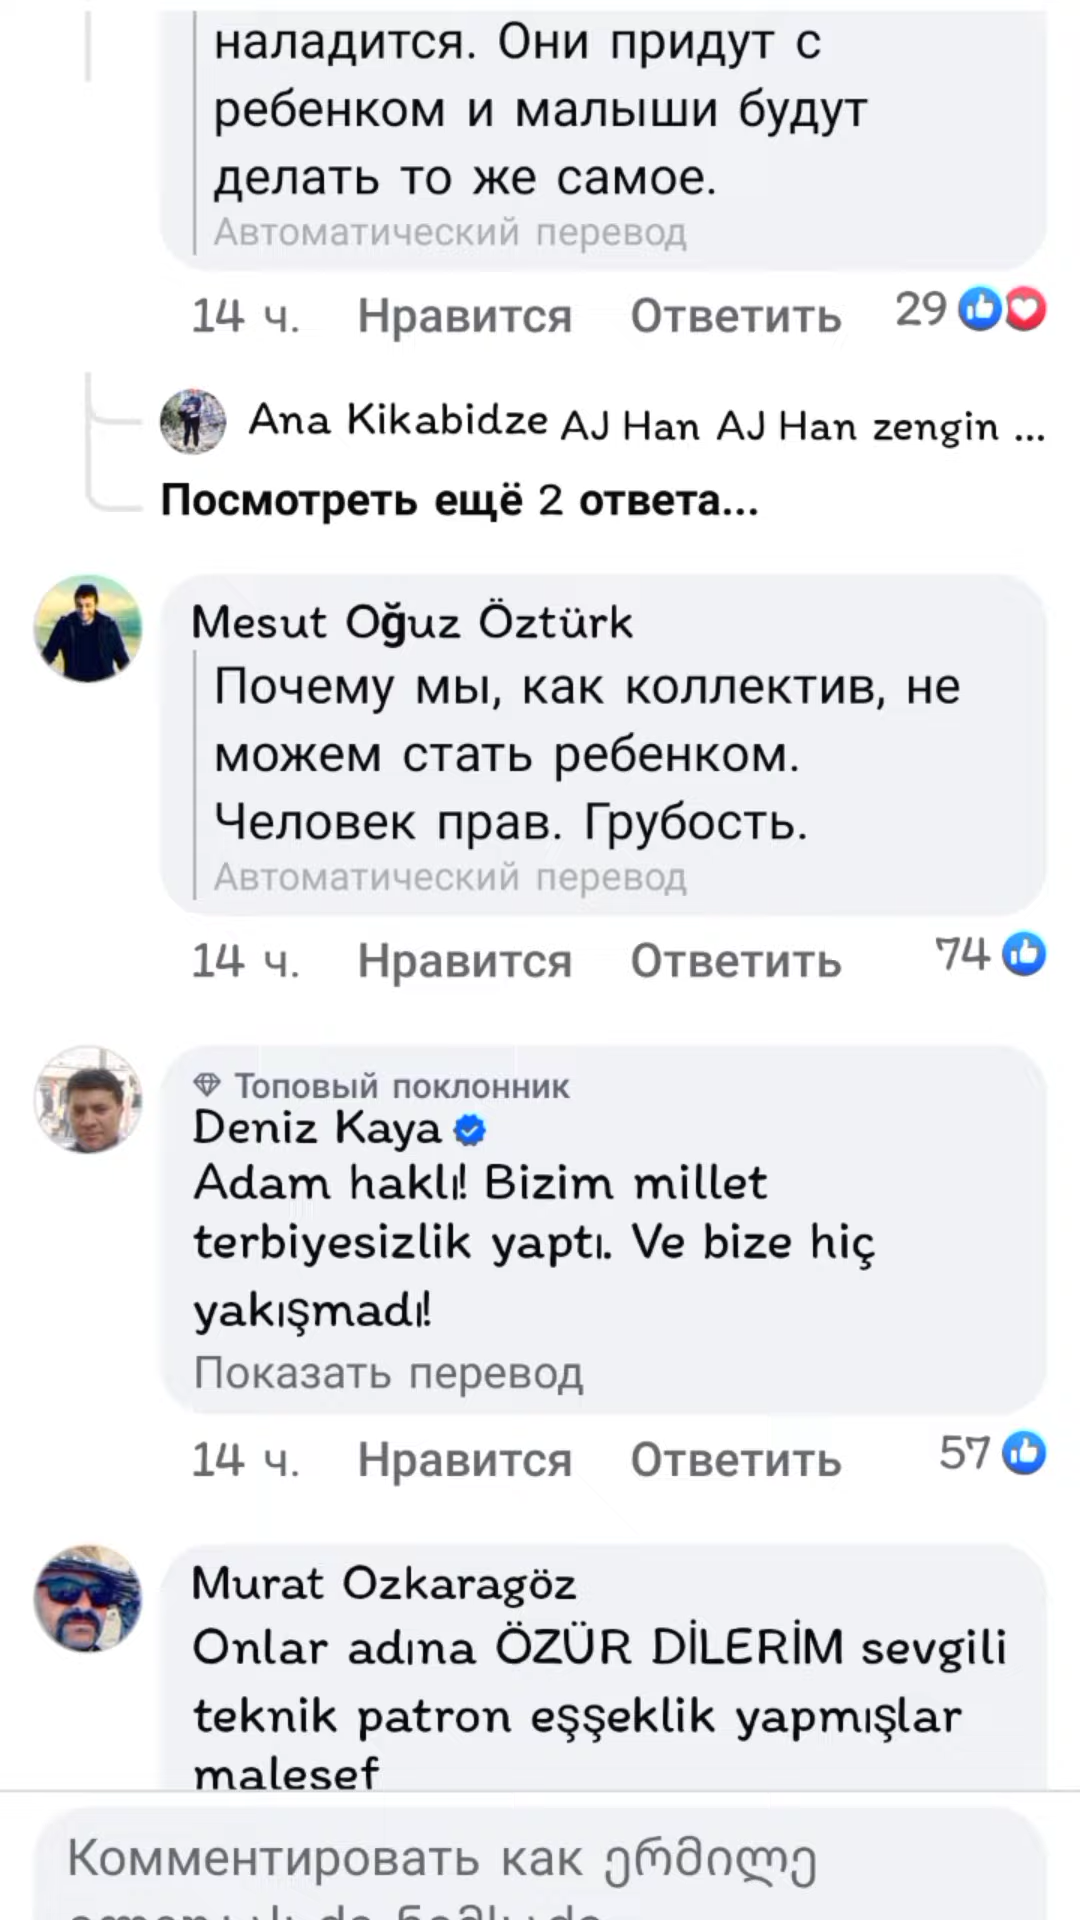 наладится. Они придут с
ребенком и малыши будут
делать то же самое.
Автоматический перевод
14 ч. Нравится Ответить 29
Ana Kikabidze AJ Han AJ Han zengin ...
Посмотреть ещё 2 ответа...
Mesut Oğuz Öztürk
Почему мы, как коллектив, не
можем стать ребенком.
Человек прав. Грубость.
Автоматический перевод
14 ч. Нравится Ответить 74
Топовый поклонник
Deniz Kaya
Adam haklı! Bizim millet
terbiyesizlik yaptı. Ve bize hiç
yakışmadı!
Показать перевод
14 ч. Нравится Ответить 57
Murat Ozkaragöz
Onlar adına ÖZÜR DİLERİM sevgili
teknik patron eşşeklik yapmışlar
malesef
Комментировать как ერმილე